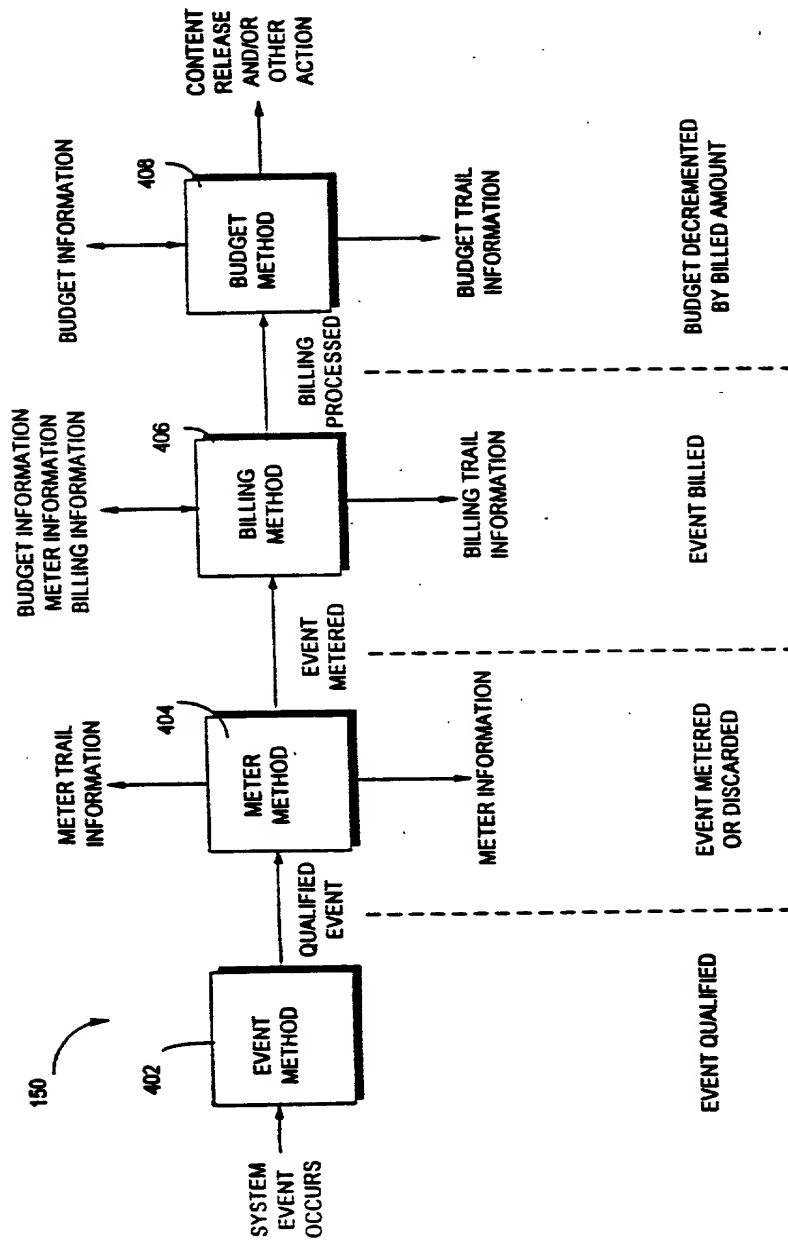 150
SYSTEM
EVENT
OCCURS
402
EVENT
METHOD
QUALIFIED
EVENT
EVENT QUALIFIED
METER TRAIL
INFORMATION
404
METER
METHOD
METER INFORMATION
EVENT
METERED
EVENT METERED
OR DISCARDED
BUDGET INFORMATION
METER INFORMATION
BILLING INFORMATION
406
BILLING
METHOD
BILLING TRAIL
INFORMATION
BILLING
PROCESSED
EVENT BILLED
BUDGET INFORMATION
408
BUDGET
METHOD
BUDGET TRAIL
INFORMATION
CONTENT
RELEASE
AND/OR
OTHER
ACTION
BUDGET DECREMENTED
BY BILLED AMOUNT